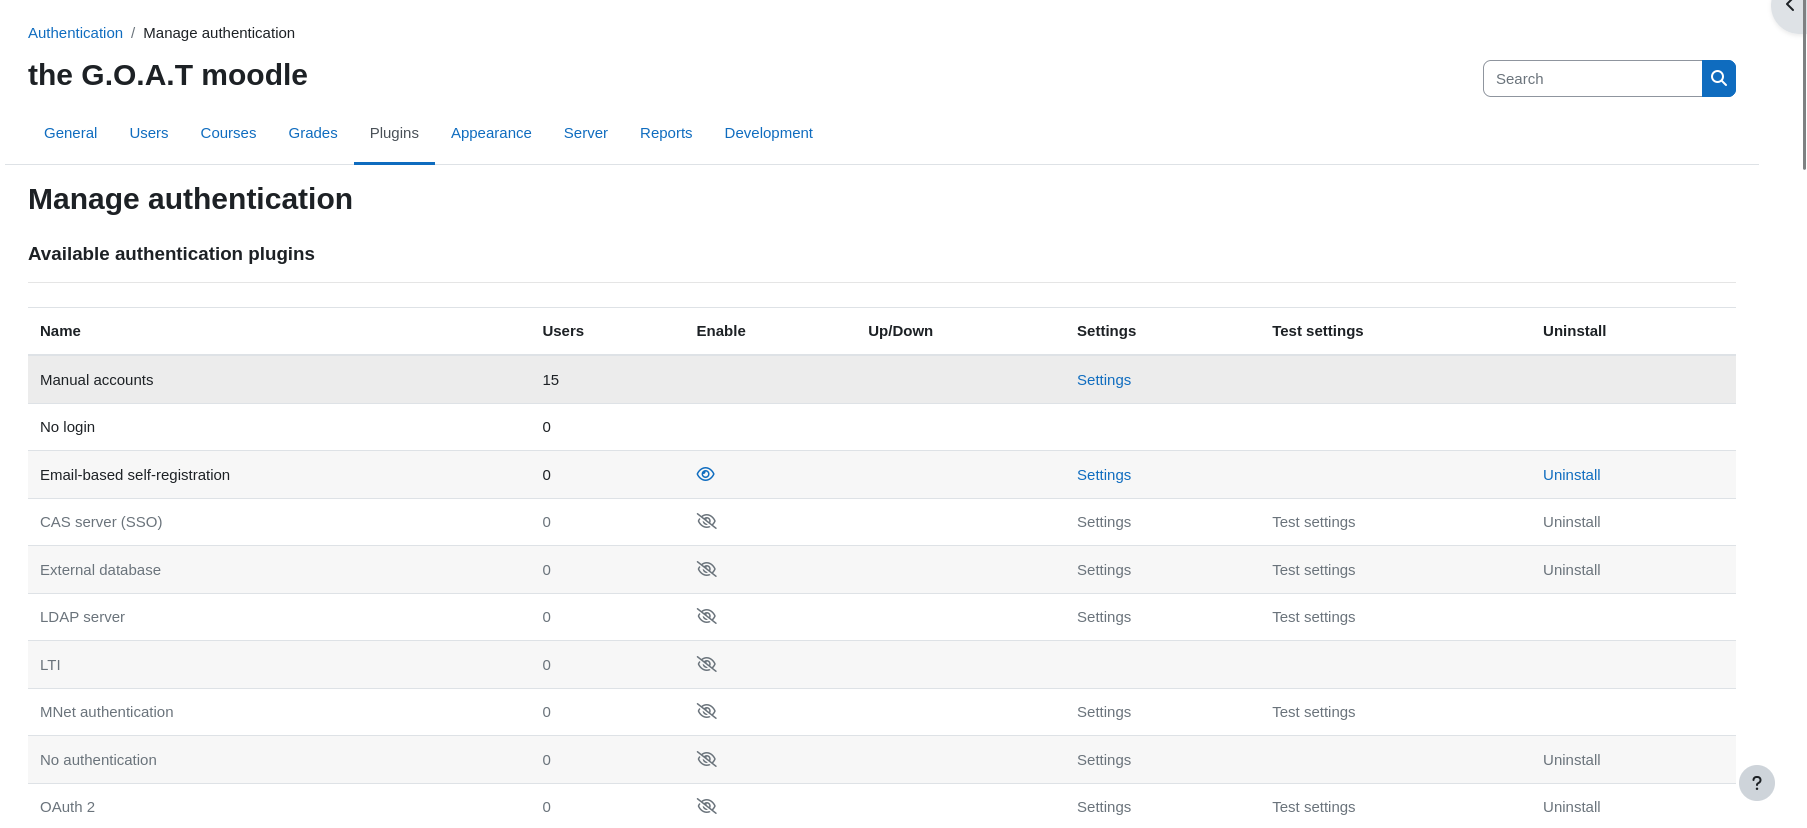 Authentication / Manage authentication
the G.O.A.T moodle
Search
General Users Courses Grades Plugins Appearance Server Reports Development
Manage authentication
Available authentication plugins
Name Users Enable Up/Down Settings Test settings Uninstall
Manual accounts 15 Settings
No login 0
Email-based self-registration 0 Settings Uninstall
CAS server (SSO) 0 Settings Test settings Uninstall
External database 0 Settings Test settings Uninstall
LDAP server 0 Settings Test settings
LTI 0
MNet authentication 0 Settings Test settings
No authentication 0 Settings Uninstall
?
OAuth 2 0 Settings Test settings Uninstall